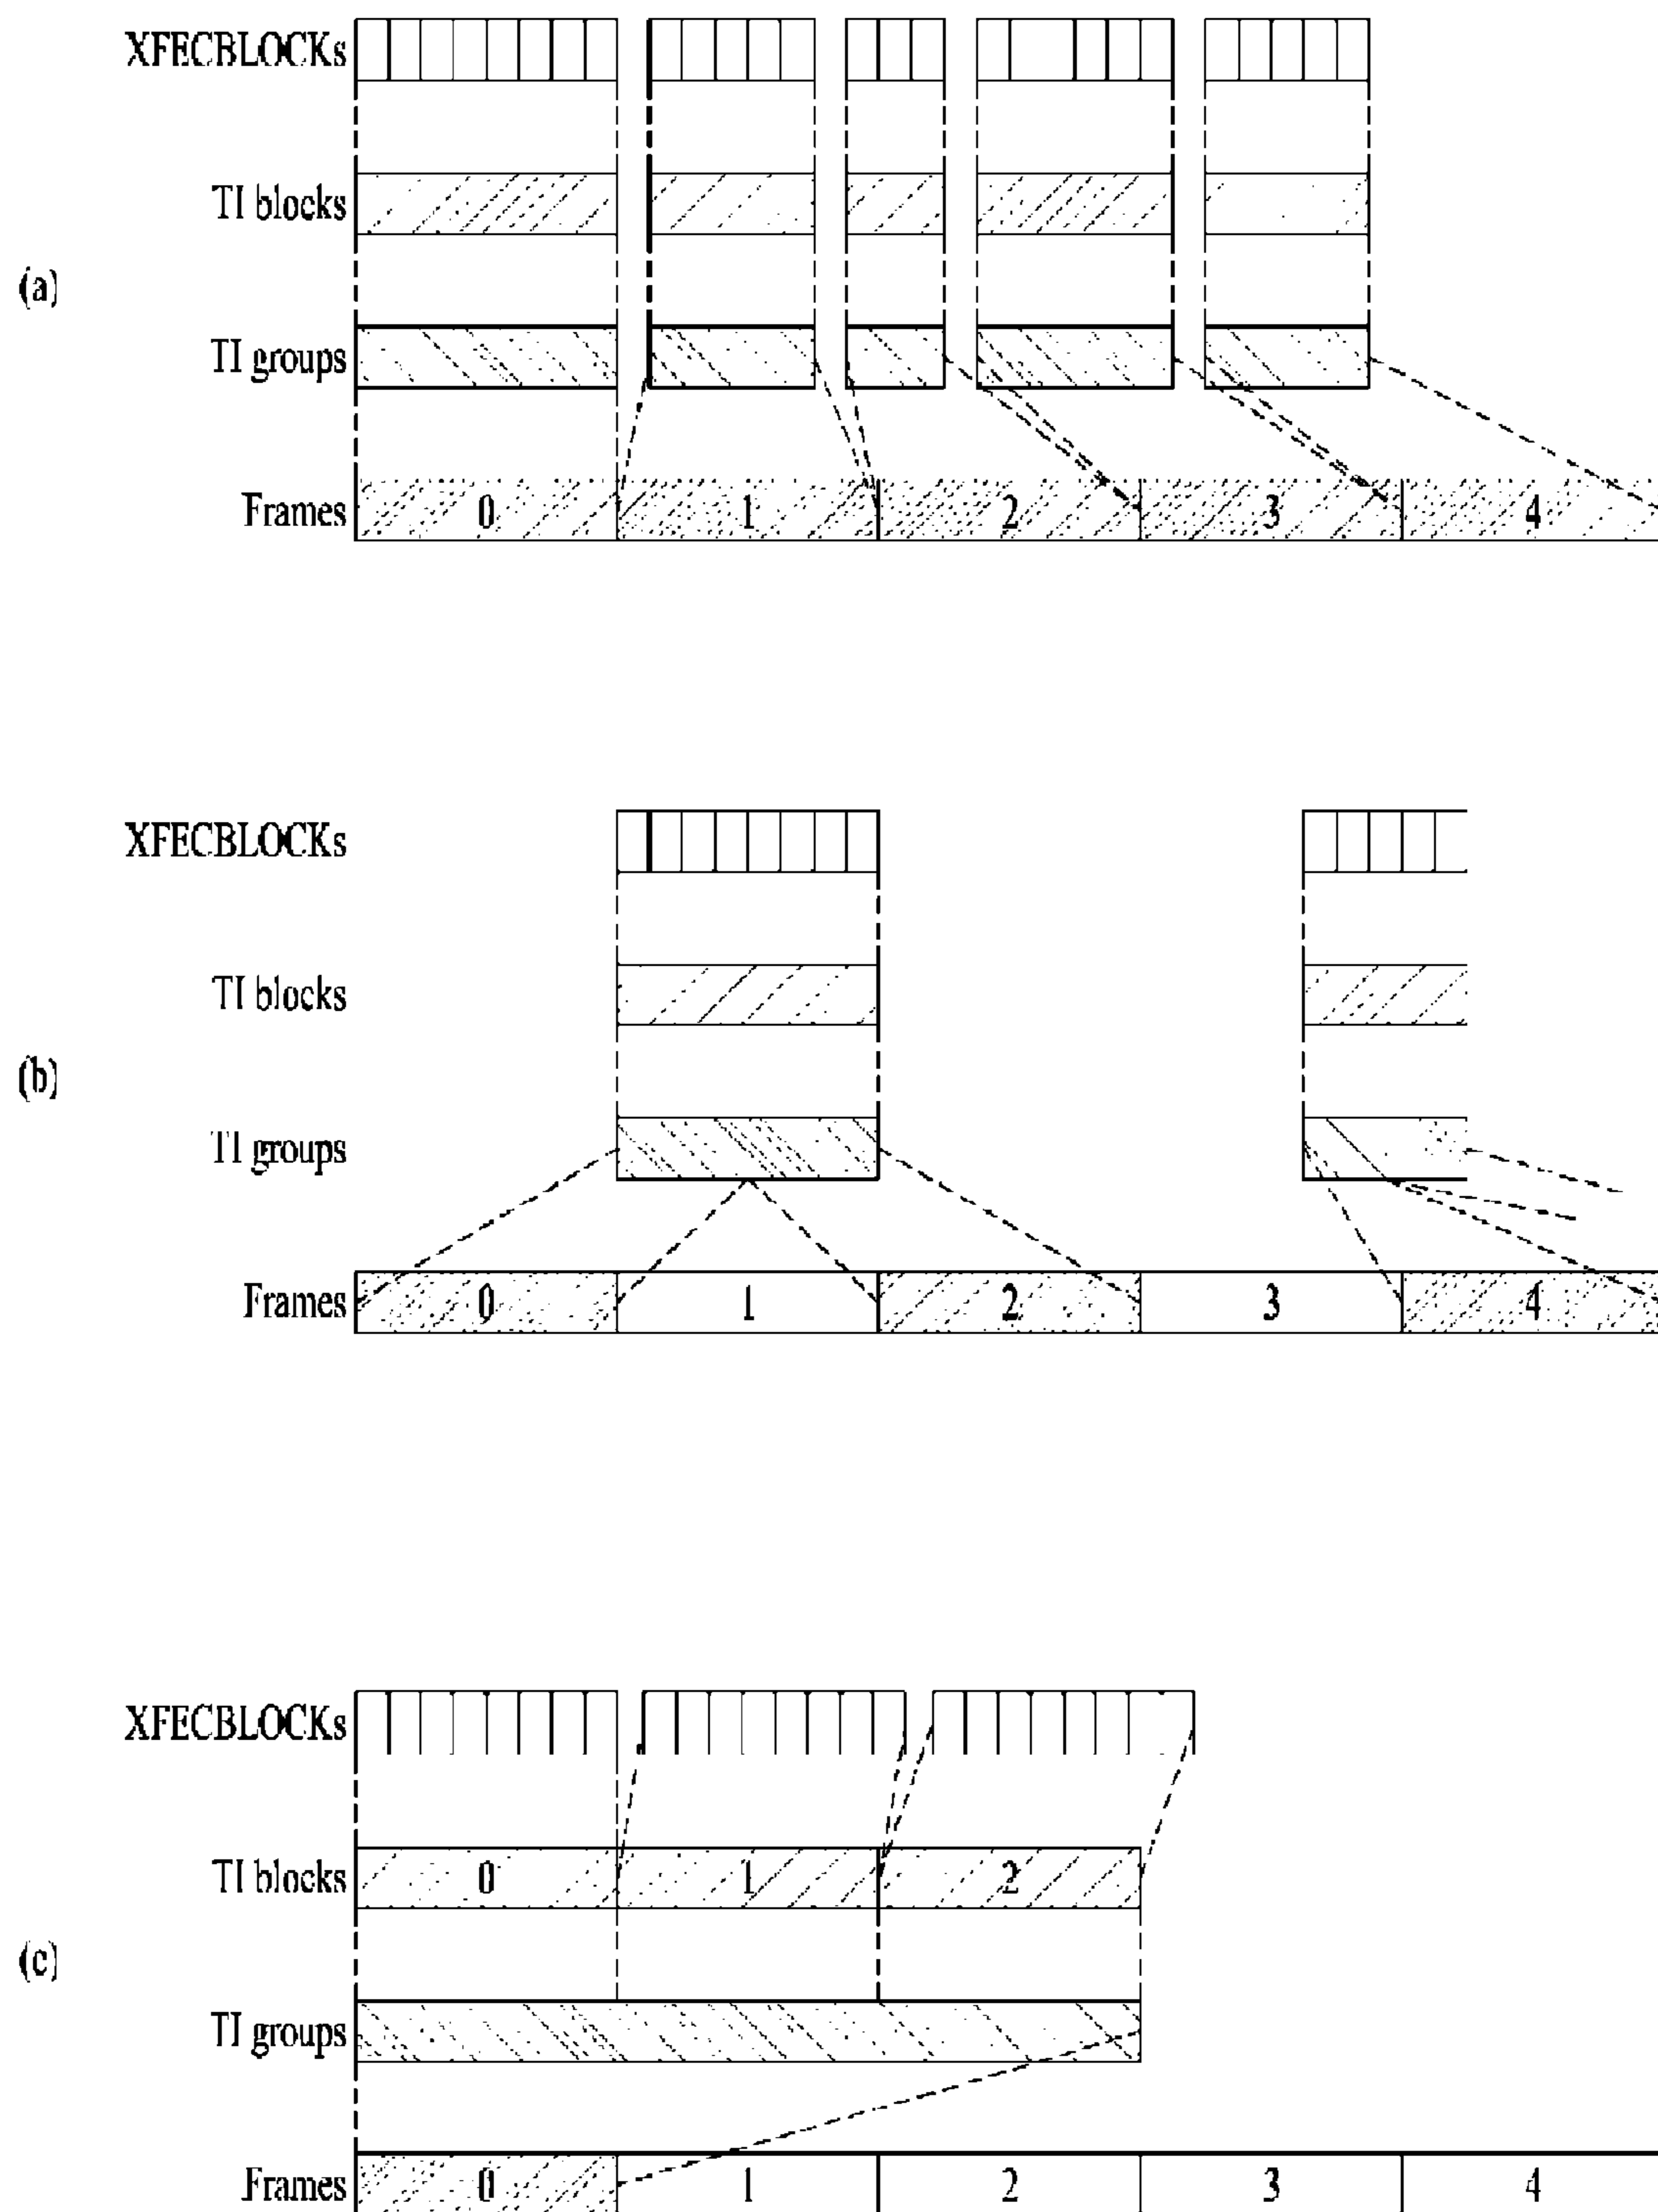 XFECBLOCKs
TI blocks
(a)
TI groups
Frames 0 1 2 3 4
XFECBLOCKs
TI blocks
(b)
TI groups
Frames 0 1 2 3 4
XFECBLOCKs
TI blocks 0 1 2
(c)
TI groups
Frames 0 1 2 3 4